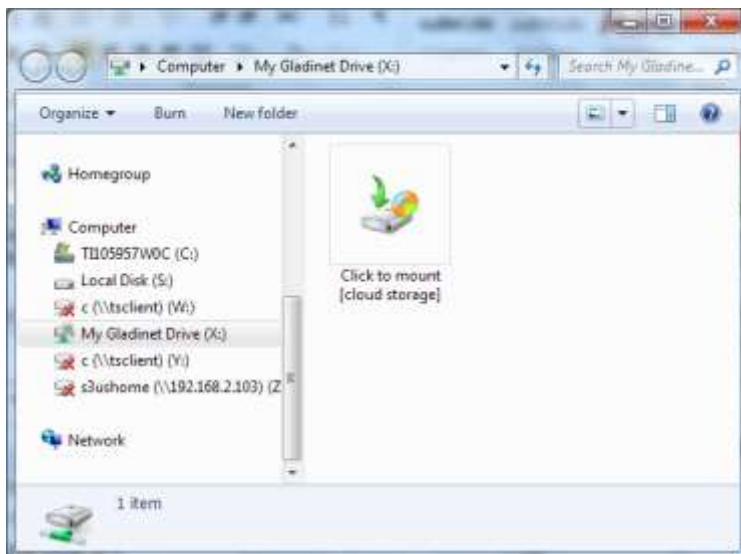 Computer ▸ My Gladinet Drive (X:)
Search My Gladine...
Organize
Burn
New folder
Homegroup
Computer
TI105957W0C (C:)
Local Disk (S:)
c (\\tsclient) (W:)
My Gladinet Drive (X:)
c (\\tsclient) (Y:)
s3ushome (\\192.168.2.103) (Z
Network
Click to mount
[cloud storage]
1 item